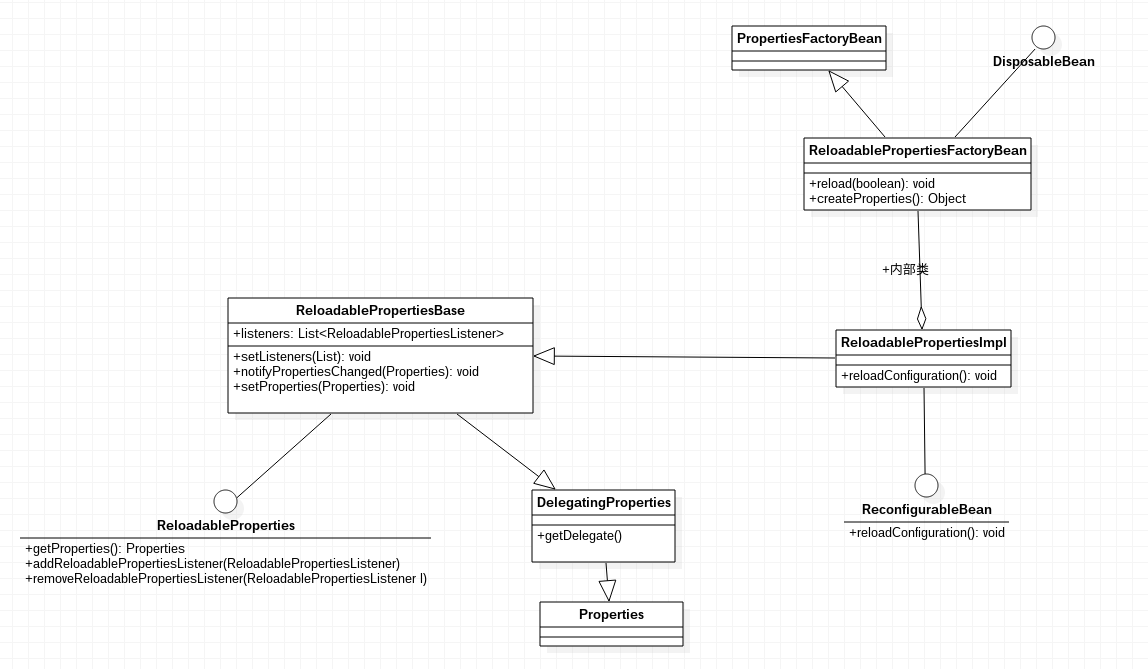 PropertiesFactoryBean
DisposableBean
ReloadablePropertiesFactoryBean
+reload(boolean): void
+createProperties(): Object
+内部类
ReloadablePropertiesBase
+listeners: List<ReloadablePropertiesListener>
+setListeners(List): void
+notifyPropertiesChanged(Properties): void
+setProperties(Properties): void
ReloadablePropertiesImpl
+reloadConfiguration(): void
ReloadableProperties
+getProperties(): Properties
+addReloadablePropertiesListener(ReloadablePropertiesListener)
+removeReloadablePropertiesListener(ReloadablePropertiesListener l)
DelegatingProperties
+getDelegate()
ReconfigurableBean
+reloadConfiguration(): void
Properties